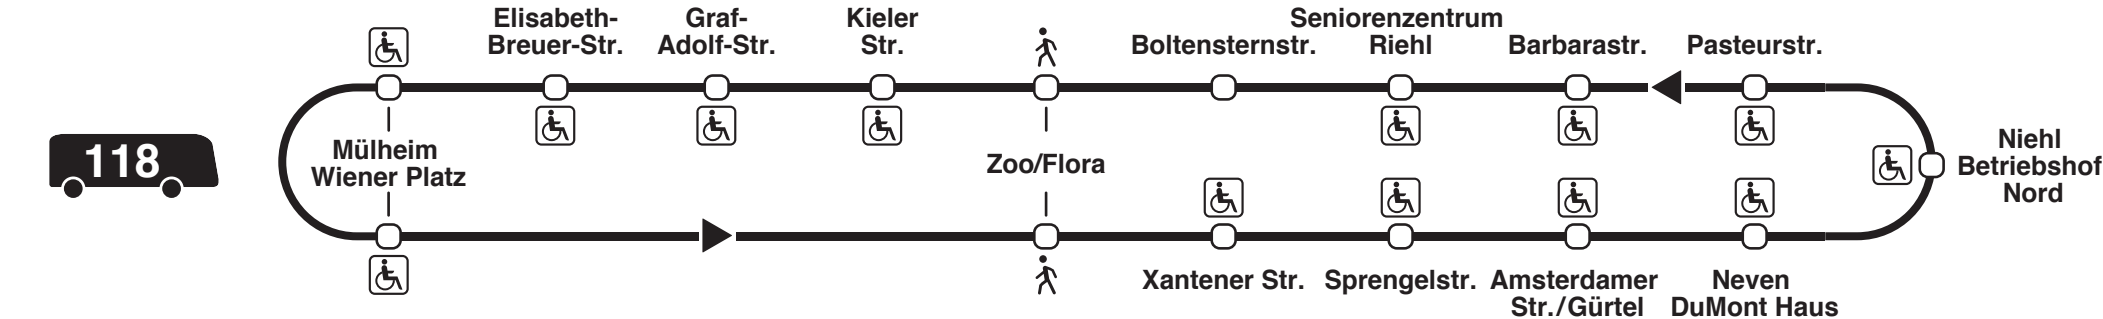 118
Mülheim
Wiener Platz
Elisabeth-
Breuer-Str.
Graf-
Adolf-Str.
Kieler
Str.
Zoo/Flora
Boltensternstr.
Seniorenzentrum
Riehl
Barbarastr.
Pasteurstr.
Niehl
Betriebshof
Nord
Xantener Str.
Sprengelstr.
Amsterdamer
Str./Gürtel
Neven
DuMont Haus